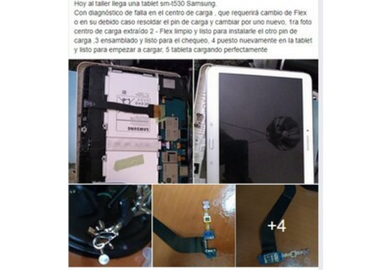 Hoy al taller llega una tablet sm-t530 Samsung.
Con diagnóstico de falla en el centro de carga , que requerirá cambio de Flex
o en su debido caso rescldar el pin de carga y cambiar por uno nuevo, 1ra foto
centro de carga extraído 2 - Flex limpio y listo para instalarle el otro pin de
carga ,3 ensamblado y listo para el chequeo, 4 puesto nuevamente en la tablet
y listo para empezar a cargar, 5 tableta cargando perfectamente
SAMSUNG
+4